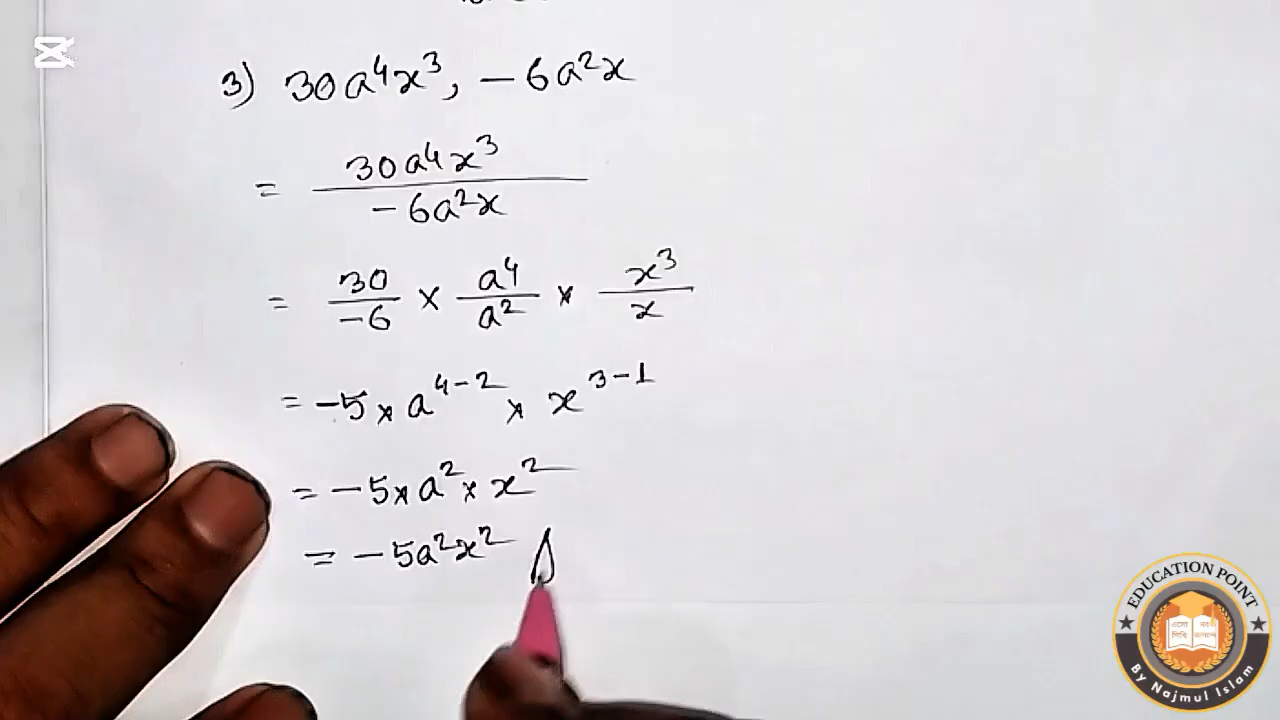 3) 30a⁴x³, -6a²x
= 30a⁴x³ / -6a²x
= 30/-6 × a⁴/a² × x³/x
= -5 × a⁴⁻² × x³⁻¹
= -5 × a² × x²
= -5a²x²
EDUCATION POINT
By Najmul Islam